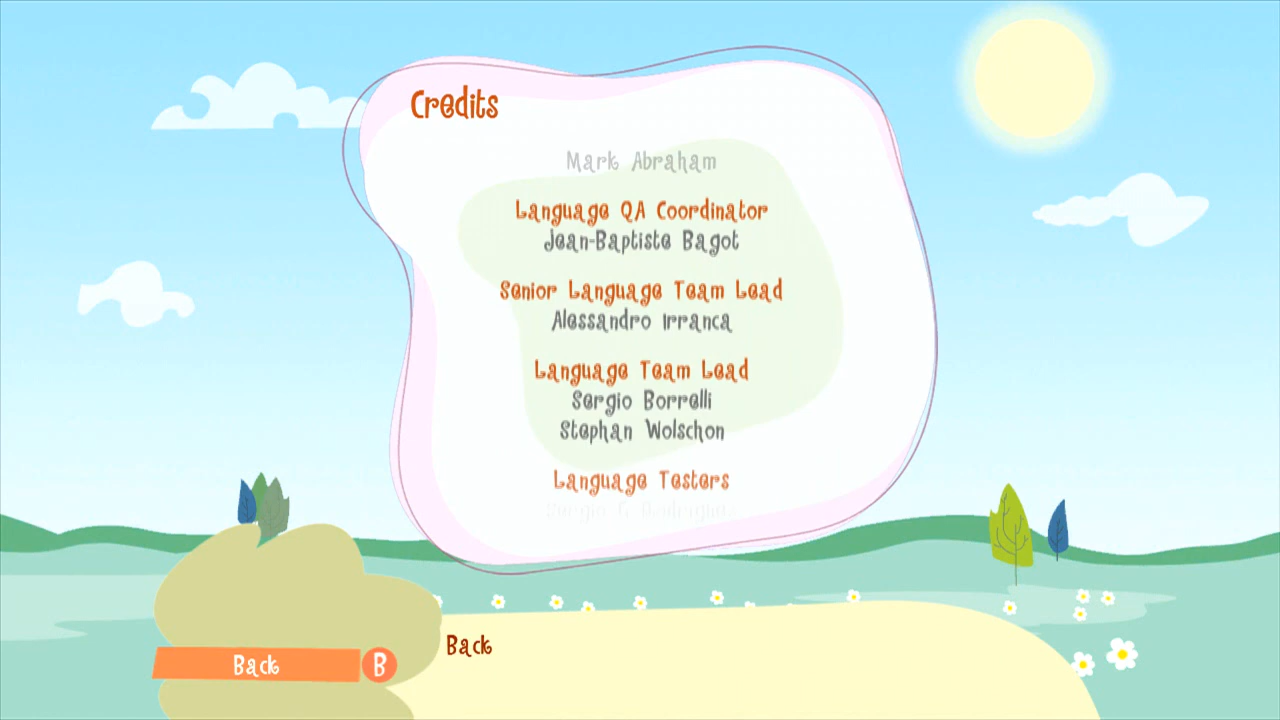 Credits
Mark Abraham
Language QA Coordinator
Jean-Baptiste Bagot
Senior Language Team Lead
Alessandro Irranca
Language Team Lead
Sergio Borrelli
Stephan Wolschon
Language Testers
Back
Back B